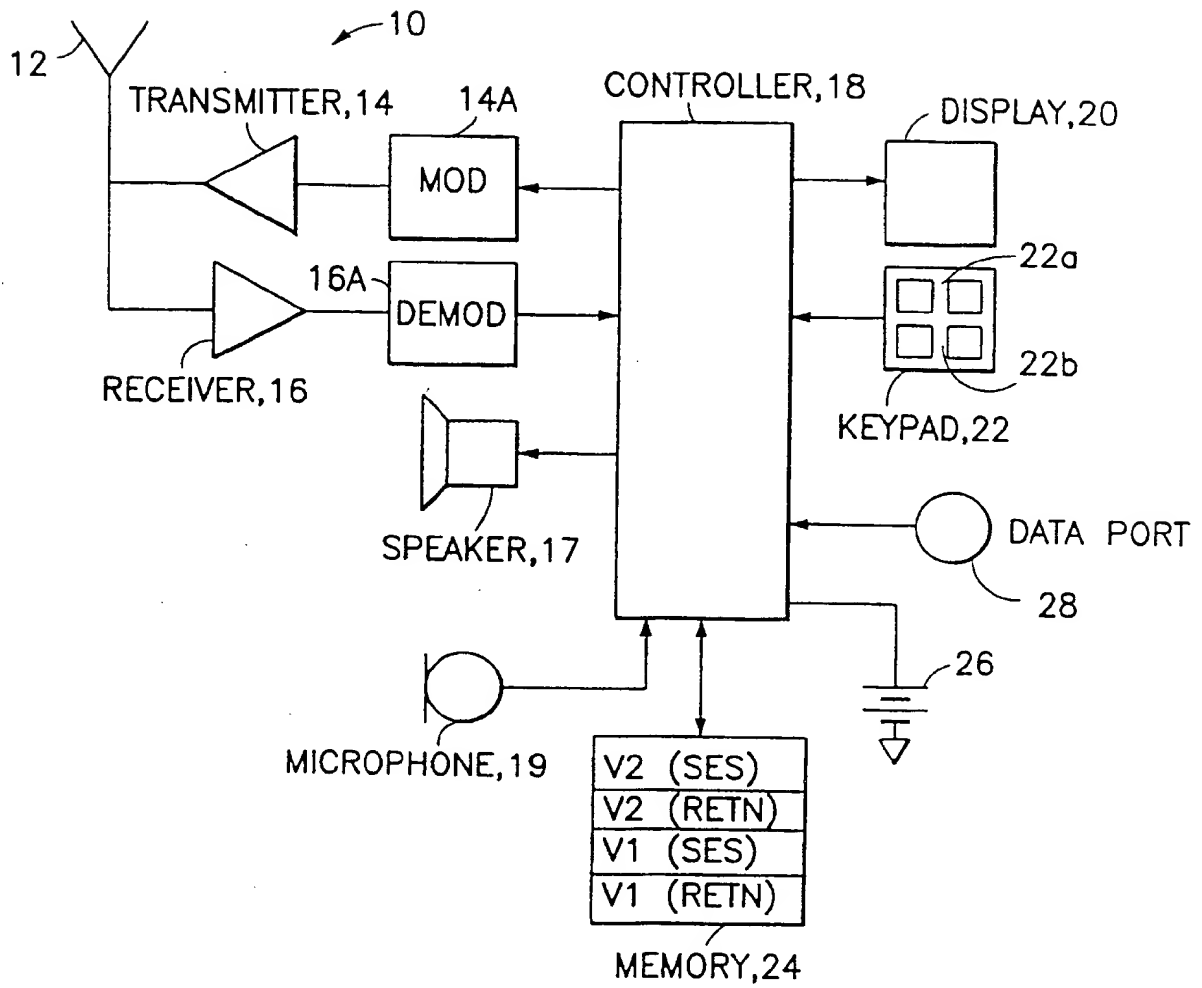 10
12
TRANSMITTER,14
14A
CONTROLLER,18
DISPLAY,20
MOD
16A
DEMOD
22a
22b
RECEIVER,16
KEYPAD,22
SPEAKER,17
DATA PORT
28
26
MICROPHONE,19
V2 (SES)
V2 (RETN)
V1 (SES)
V1 (RETN)
MEMORY,24